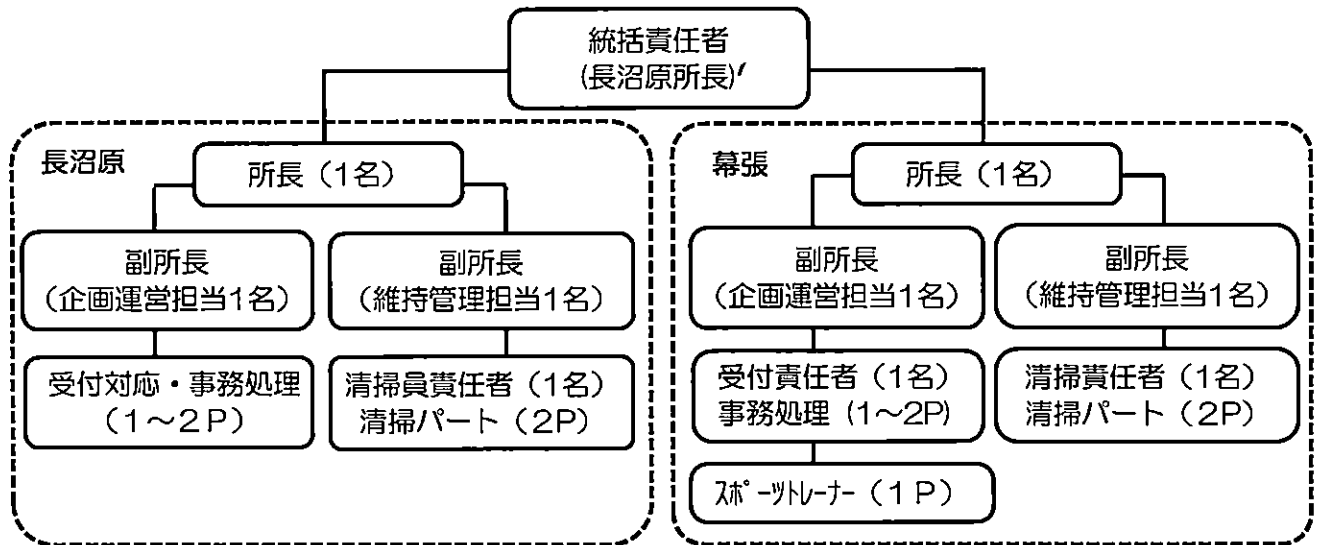 統括責任者
(長沼原所長)
長沼原
所長（1名）
副所長
（企画運営担当1名）
副所長
（維持管理担当1名）
受付対応・事務処理
（1～2P）
清掃員責任者（1名）
清掃パート（2P）
幕張
所長（1名）
副所長
（企画運営担当1名）
副所長
（維持管理担当1名）
受付責任者（1名）
事務処理（1～2P）
清掃責任者（1名）
清掃パート（2P）
ｽﾎﾟｰﾂﾄﾚｰﾅｰ（1P）